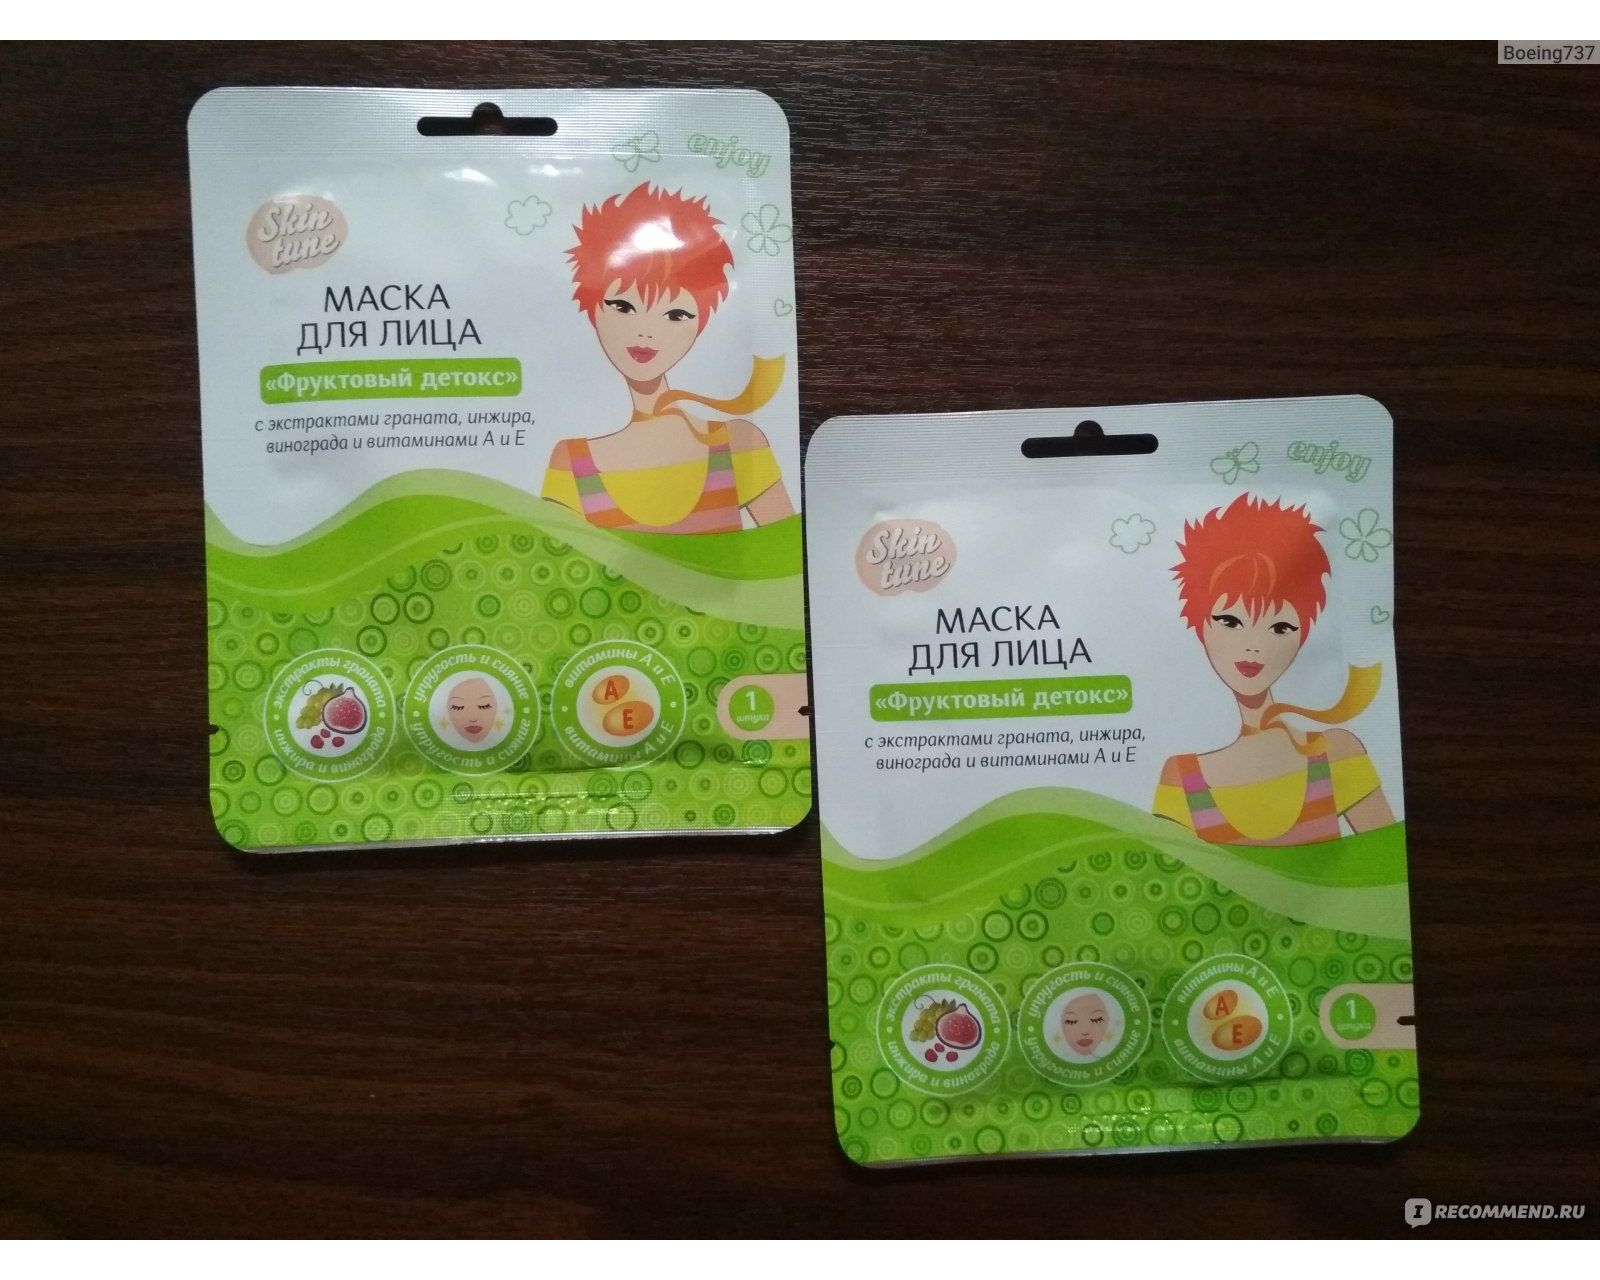 Boeing737
enjoy
Skin
tune
МАСКА
ДЛЯ ЛИЦА
«Фруктовый детокс»
с экстрактами граната, инжира,
винограда и витаминами А и Е
экстракты граната
инжира и винограда
упругость и сияние
упругость и сияние
витамины А и Е
A
E
витамины А и Е
1
штука
enjoy
Skin
tune
МАСКА
ДЛЯ ЛИЦА
«Фруктовый детокс»
с экстрактами граната, инжира,
винограда и витаминами А и Е
экстракты граната
инжира и винограда
упругость и сияние
упругость и сияние
витамины А и Е
A
E
витамины А и Е
1
штука
IRECOMMEND.RU